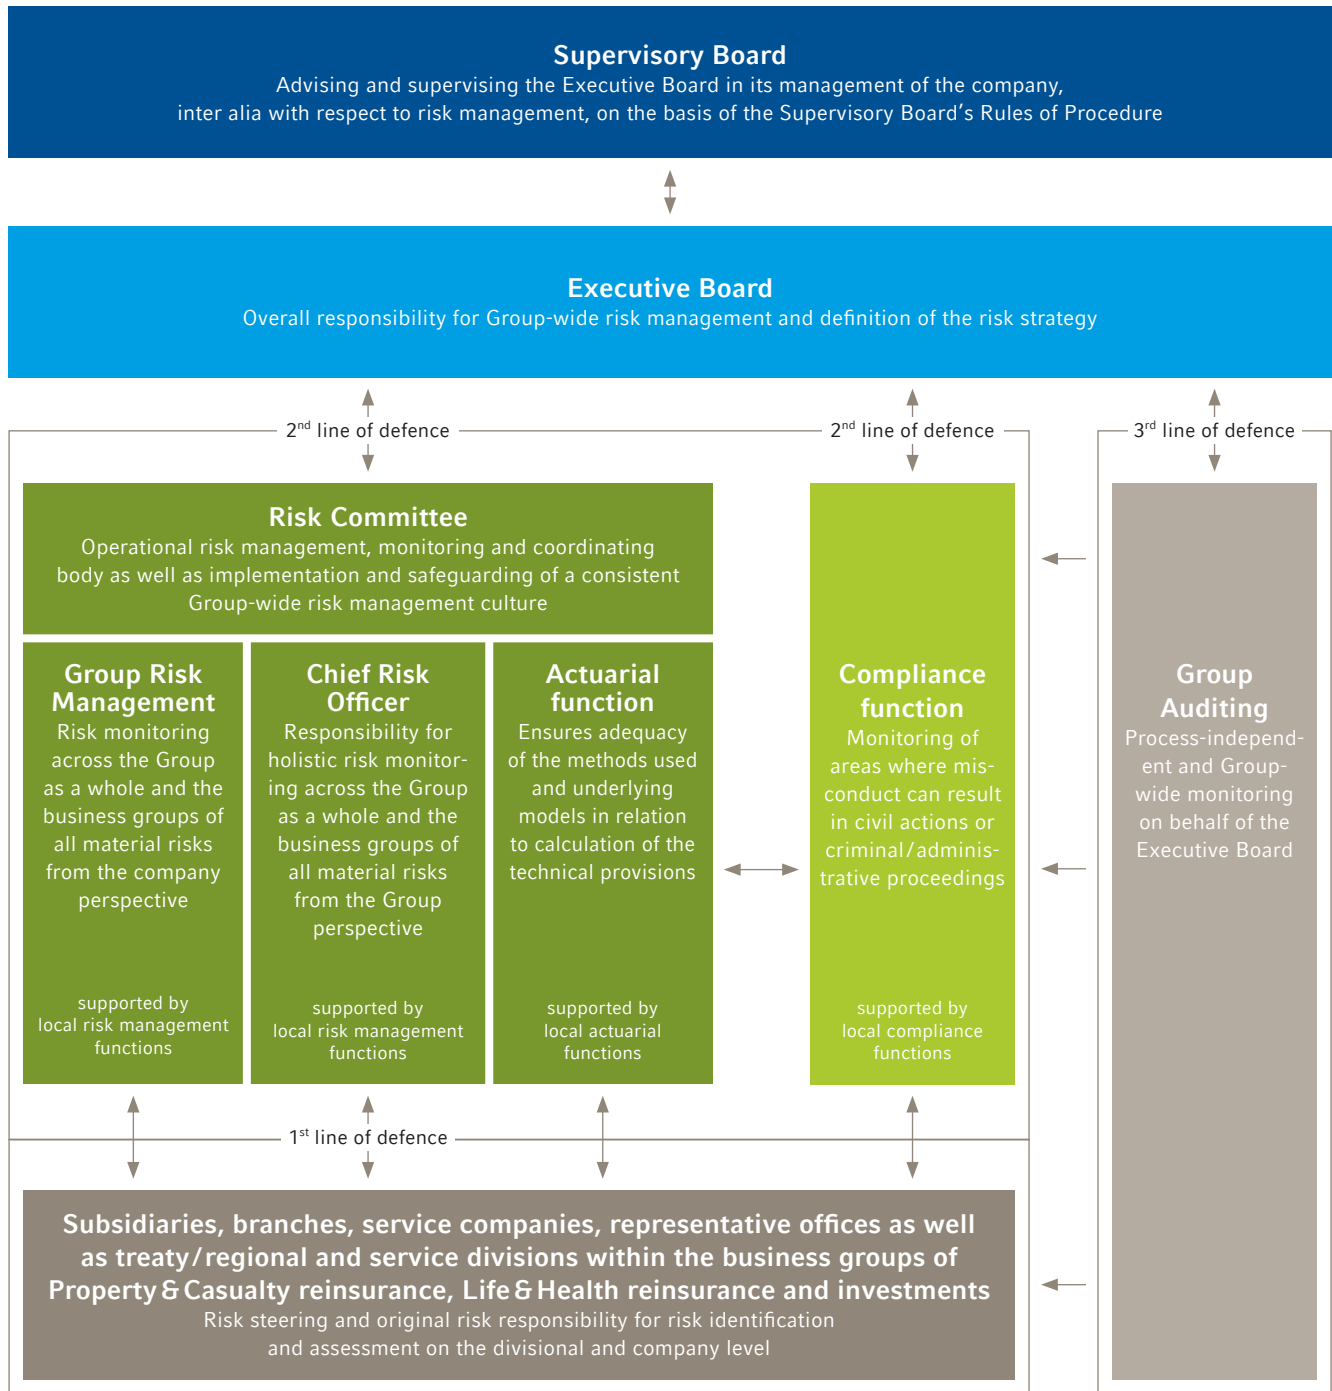 Supervisory Board
Advising and supervising the Executive Board in its management of the company,
inter alia with respect to risk management, on the basis of the Supervisory Board’s Rules of Procedure
Executive Board
Overall responsibility for Group-wide risk management and definition of the risk strategy
2nd line of defence
2nd line of defence
3rd line of defence
Risk Committee
Operational risk management, monitoring and coordinating
body as well as implementation and safeguarding of a consistent
Group-wide risk management culture
Group Risk
Management
Risk monitoring
across the Group
as a whole and the
business groups of
all material risks
from the company
perspective
supported by
local risk management
functions
Chief Risk
Officer
Responsibility for
holistic risk monitor-
ing across the Group
as a whole and the
business groups of
all material risks
from the Group
perspective
supported by
local risk management
functions
Actuarial
function
Ensures adequacy
of the methods used
and underlying
models in relation
to calculation of the
technical provisions
supported by
local actuarial
functions
Compliance
function
Monitoring of
areas where mis-
conduct can result
in civil actions or
criminal/adminis-
trative proceedings
supported by
local compliance
functions
Group
Auditing
Process-independ-
ent and Group-
wide monitoring
on behalf of the
Executive Board
1st line of defence
Subsidiaries, branches, service companies, representative offices as well
as treaty/regional and service divisions within the business groups of
Property & Casualty reinsurance, Life & Health reinsurance and investments
Risk steering and original risk responsibility for risk identification
and assessment on the divisional and company level